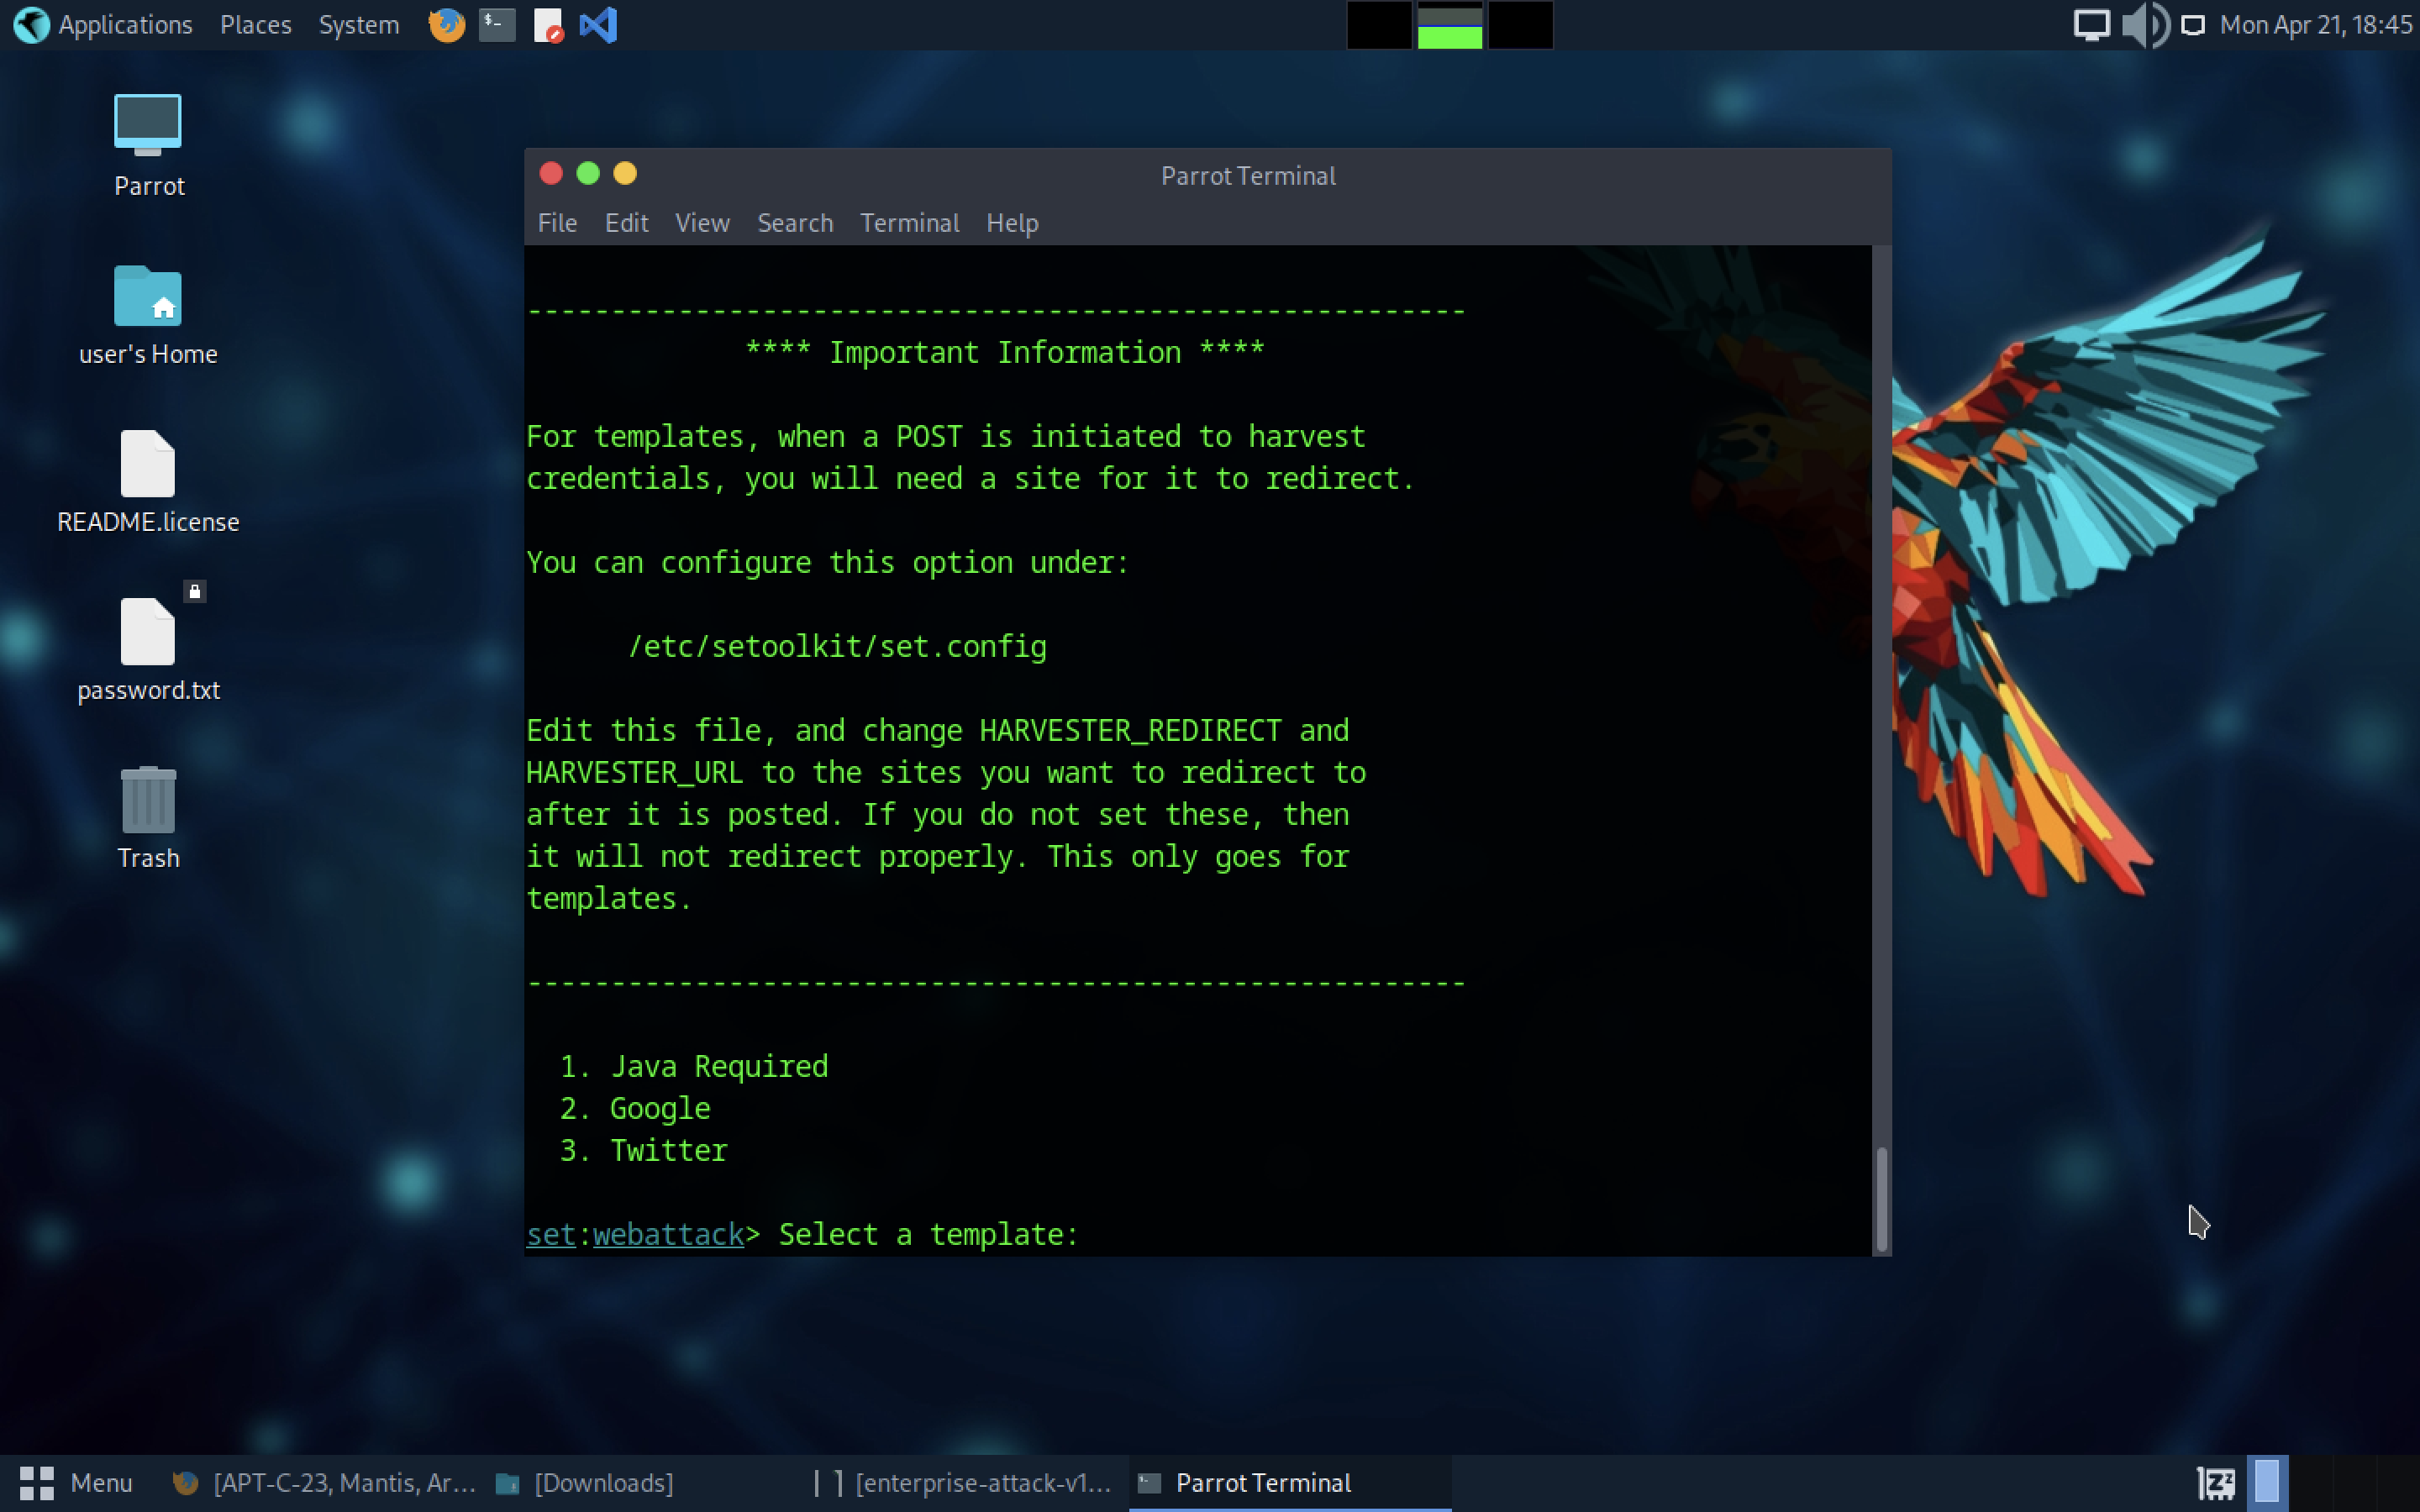 Applications Places System
Mon Apr 21, 18:45
Parrot
user's Home
README.license
password.txt
Trash
Parrot Terminal
File Edit View Search Terminal Help
--------------------------------------------------------
**** Important Information ****
For templates, when a POST is initiated to harvest
credentials, you will need a site for it to redirect.
You can configure this option under:
/etc/setoolkit/set.config
Edit this file, and change HARVESTER_REDIRECT and
HARVESTER_URL to the sites you want to redirect to
after it is posted. If you do not set these, then
it will not redirect properly. This only goes for
templates.
--------------------------------------------------------
1. Java Required
2. Google
3. Twitter
set:webattack> Select a template:
Menu [APT-C-23, Mantis, Ar... [Downloads] [enterprise-attack-v1... Parrot Terminal